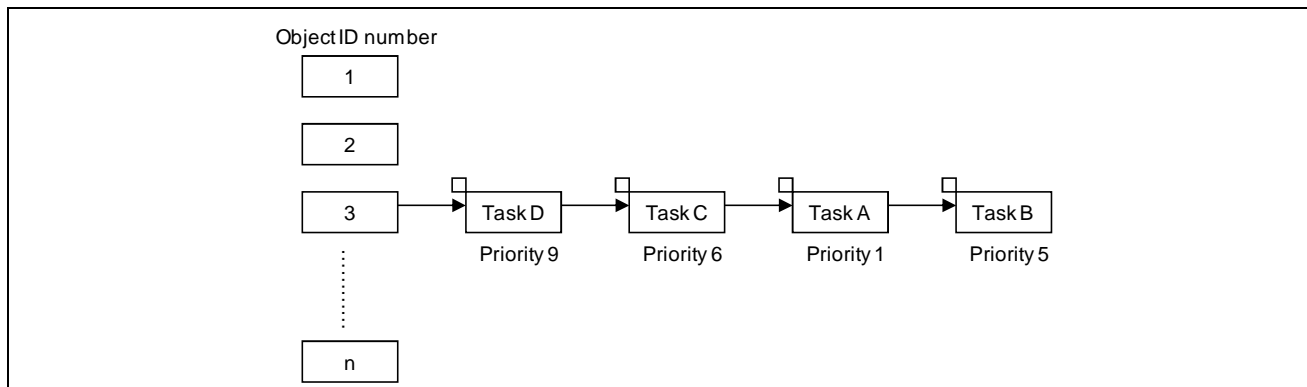 Object ID number
1
2
3
Task D
Task C
Task A
Task B
Priority 9
Priority 6
Priority 1
Priority 5
n